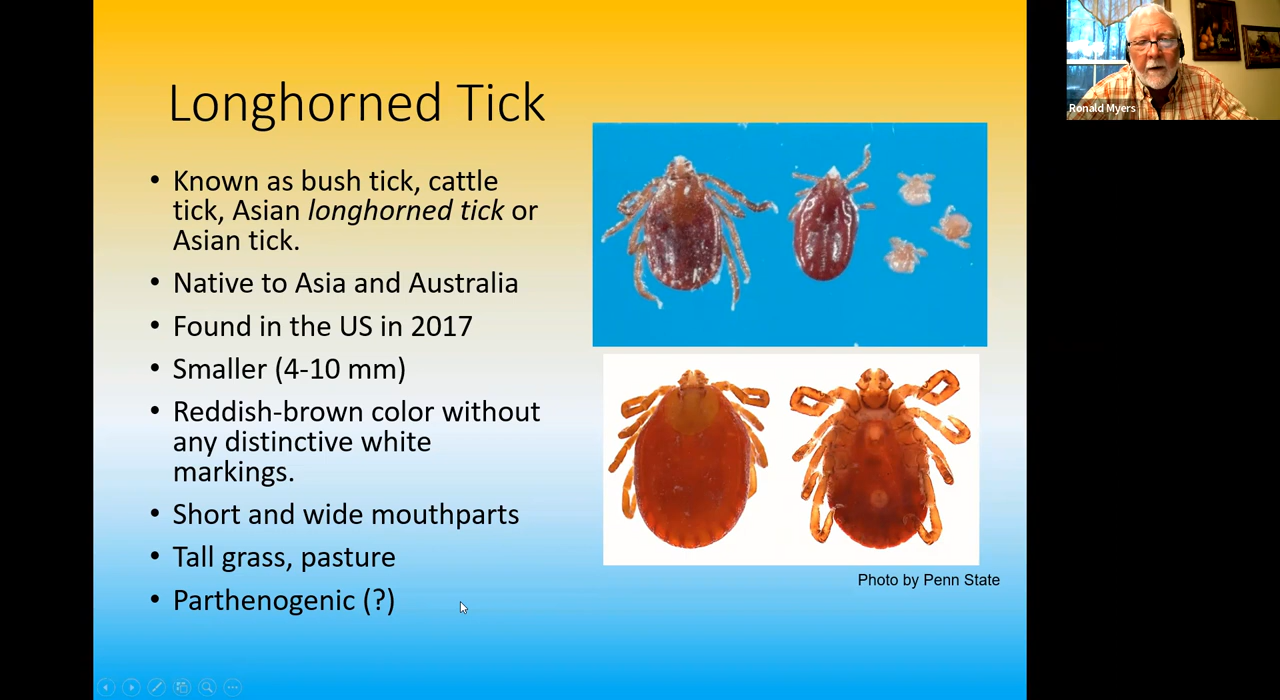 Longhorned Tick
• Known as bush tick, cattle
tick, Asian longhorned tick or
Asian tick.
• Native to Asia and Australia
• Found in the US in 2017
• Smaller (4-10 mm)
• Reddish-brown color without
any distinctive white
markings.
• Short and wide mouthparts
• Tall grass, pasture
• Parthenogenic (?)
Photo by Penn State
Ronald Myers